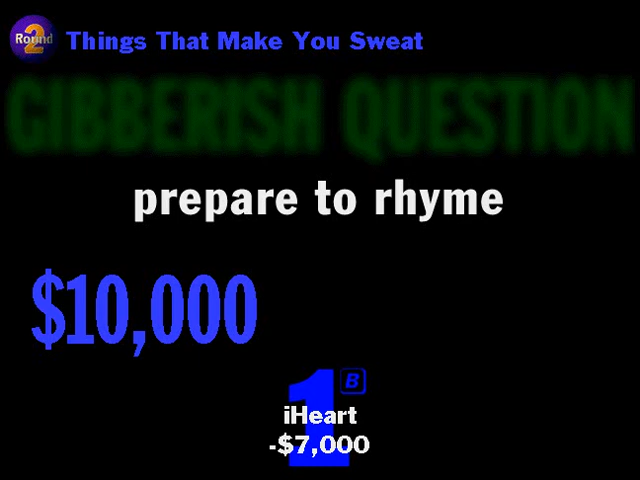 Round 2 Things That Make You Sweat
GIBBERISH QUESTION
prepare to rhyme
$10,000
1 B
iHeart
-$7,000